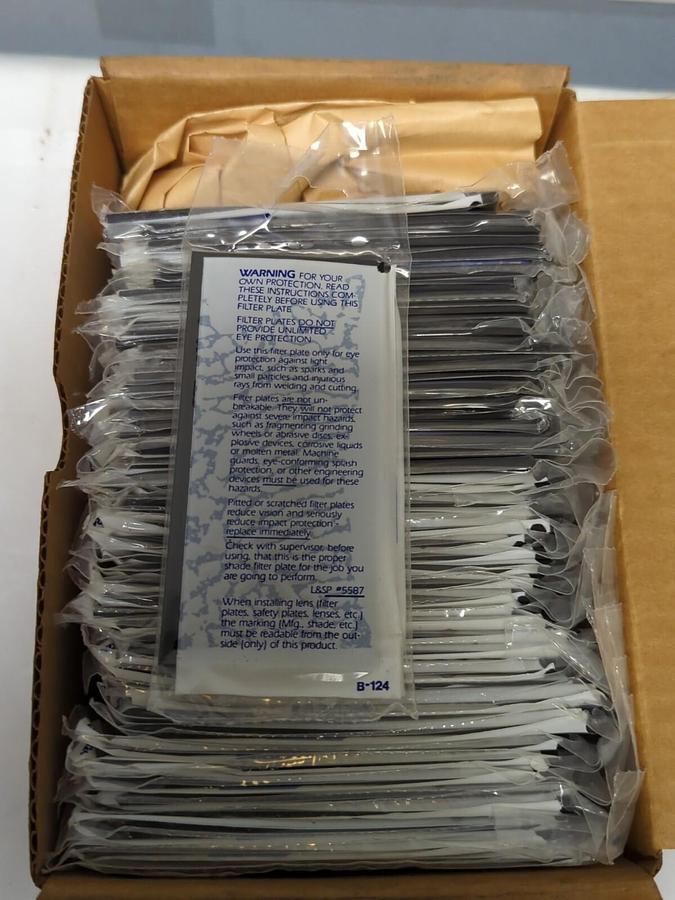 WARNING FOR YOUR
OWN PROTECTION, READ
THESE INSTRUCTIONS COM-
PLETELY BEFORE USING THIS
FILTER PLATE
FILTER PLATES DO NOT
PROVIDE UNLIMITED
EYE PROTECTION
Use this filter plate only for eye
protection against light
impact, such as sparks and
small particles and injurious
rays from welding and cutting.
Filter plates are not un-
breakable. They will not protect
against severe impact hazards,
such as fragmenting grinding
wheels or abrasive discs, ex-
plosive devices, corrosive liquids
or molten metal. Machine
guards, eye-conforming splash
protection, or other engineering
devices must be used for these
hazards.
Pitted or scratched filter plates
reduce vision and seriously
reduce impact protection -
replace immediately.
Check with supervisor, before
using, that this is the proper
shade filter plate for the job you
are going to perform.
L&SP #5587
When installing lens (filter
plates, safety plates, lenses, etc.)
the marking (Mfg., shade, etc.)
must be readable from the out-
side (only) of this product.
B-124